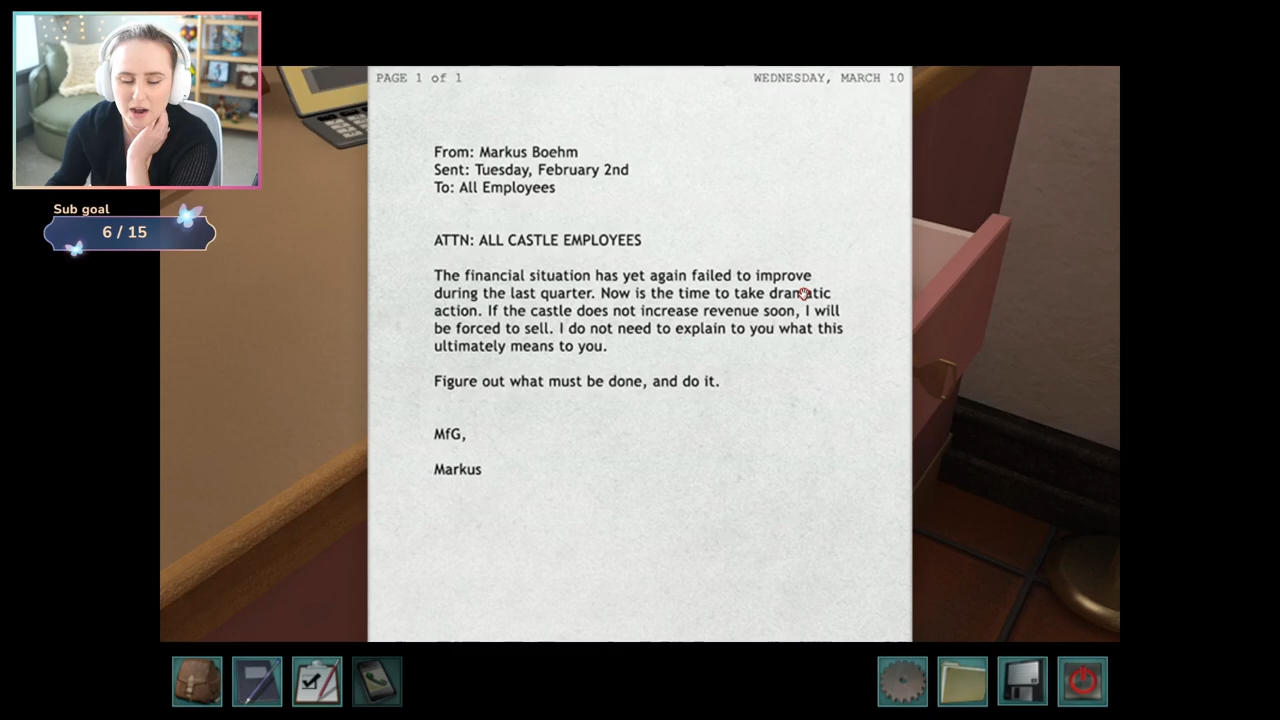 PAGE 1 of 1
WEDNESDAY, MARCH 10
From: Markus Boehm
Sent: Tuesday, February 2nd
To: All Employees
ATTN: ALL CASTLE EMPLOYEES
The financial situation has yet again failed to improve
during the last quarter. Now is the time to take dramatic
action. If the castle does not increase revenue soon, I will
be forced to sell. I do not need to explain to you what this
ultimately means to you.
Figure out what must be done, and do it.
MfG,
Markus
Sub goal
6 / 15